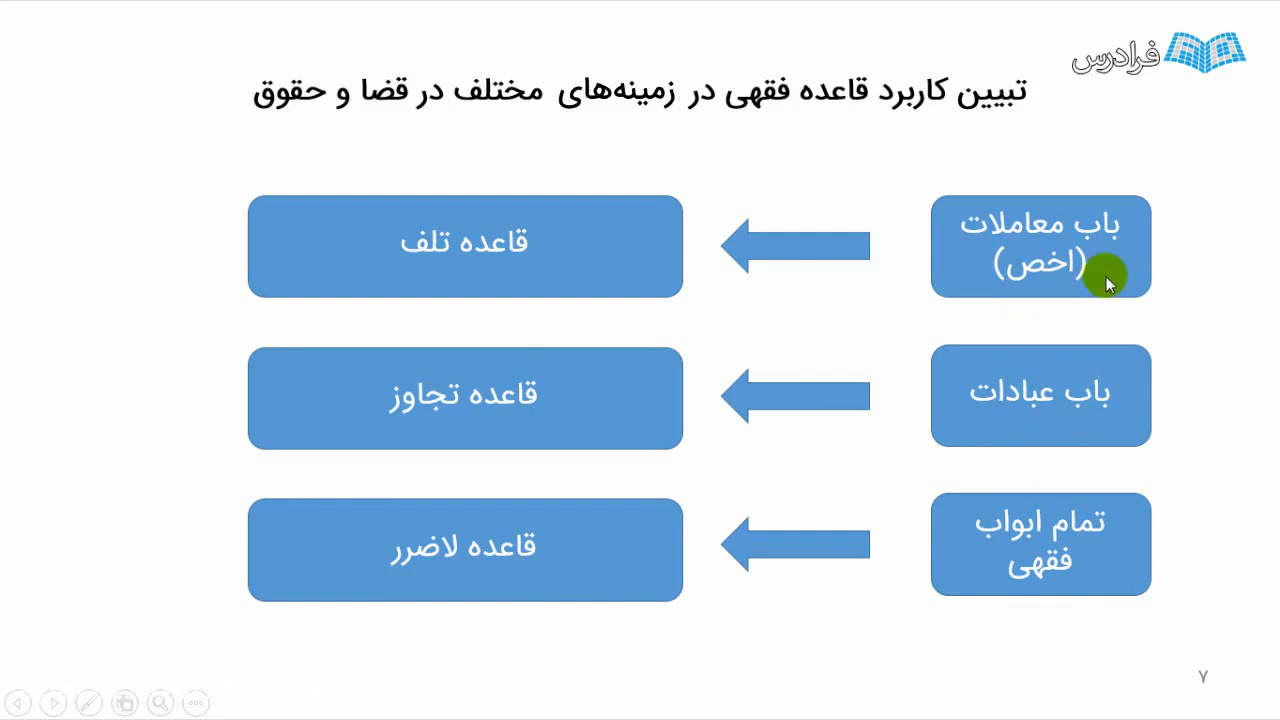 فرادرس
تبیین کاربرد قاعده فقهی در زمینه‌های مختلف در قضا و حقوق
باب معاملات
(اخص)
قاعده تلف
باب عبادات
قاعده تجاوز
تمام ابواب
فقهی
قاعده لاضرر
۷